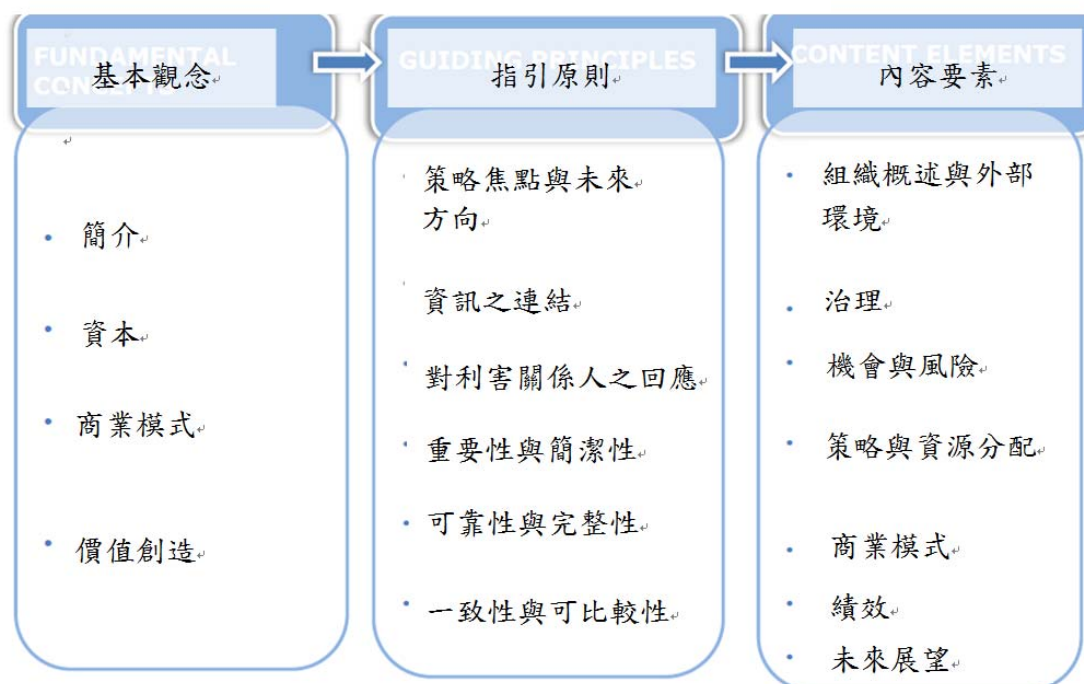 FUNDAMENTAL
CONCEPTS
基本觀念
GUIDING PRINCIPLES
指引原則
CONTENT ELEMENTS
內容要素
簡介
資本
商業模式
價值創造
策略焦點與未來
方向
資訊之連結
對利害關係人之回應
重要性與簡潔性
可靠性與完整性
一致性與可比較性
組織概述與外部
環境
治理
機會與風險
策略與資源分配
商業模式
績效
未來展望